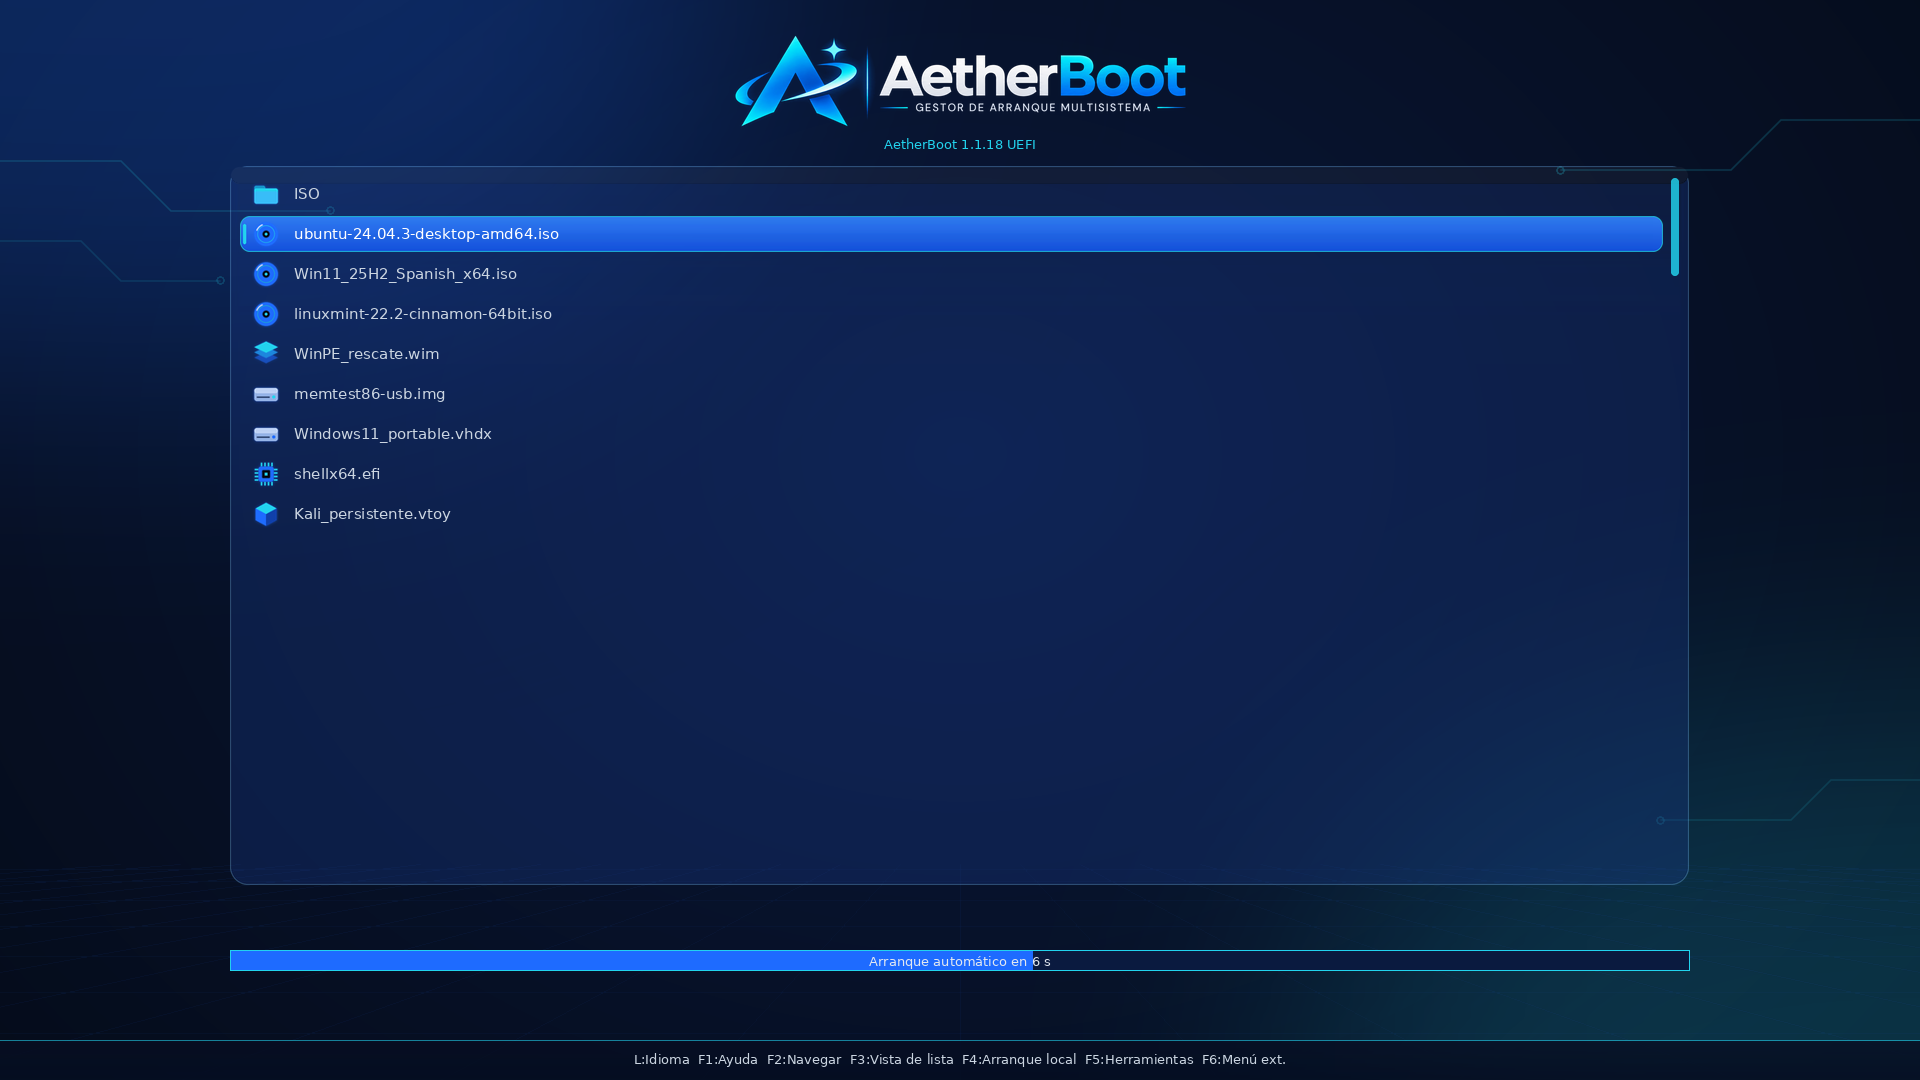 AetherBoot
GESTOR DE ARRANQUE MULTISISTEMA
AetherBoot 1.1.18 UEFI
ISO
ubuntu-24.04.3-desktop-amd64.iso
Win11_25H2_Spanish_x64.iso
linuxmint-22.2-cinnamon-64bit.iso
WinPE_rescate.wim
memtest86-usb.img
Windows11_portable.vhdx
shellx64.efi
Kali_persistente.vtoy
Arranque automático en 6 s
L:Idioma F1:Ayuda F2:Navegar F3:Vista de lista F4:Arranque local F5:Herramientas F6:Menú ext.